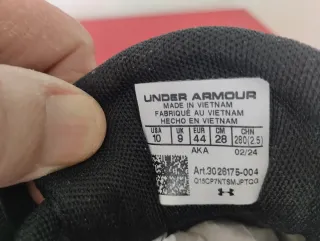 UNDER ARMOUR
MADE IN VIETNAM
FABRIQUÉ AU VIETNAM
HECHO EN VIETNAM
USA UK EUR CM CHN
10 9 44 28 280(2.5)
AKA 02/24
Art.3026175-004